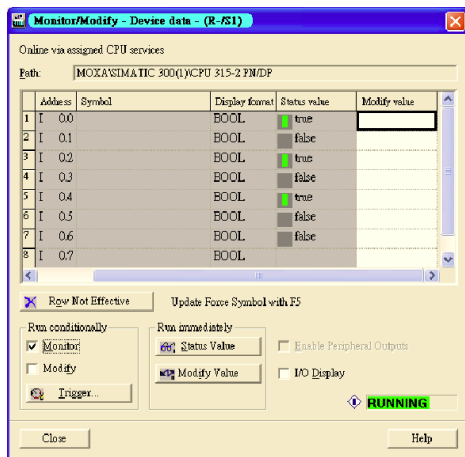 Monitor/Modify - Device data - (R-/S1)
Online via assigned CPU services
Path: MOXA\SIMATIC 300(1)\CPU 315-2 PN/DP
Address Symbol Display format Status value Modify value
1 I 0.0 BOOL true
2 I 0.1 BOOL false
3 I 0.2 BOOL true
4 I 0.3 BOOL false
5 I 0.4 BOOL true
6 I 0.5 BOOL false
7 I 0.6 BOOL false
8 I 0.7 BOOL
Row Not Effective Update Force Symbol with F5
Run conditionally Run immediately
Monitor Status Value Enable Peripheral Outputs
Modify Modify Value I/O Display
Trigger...
RUNNING
Close Help